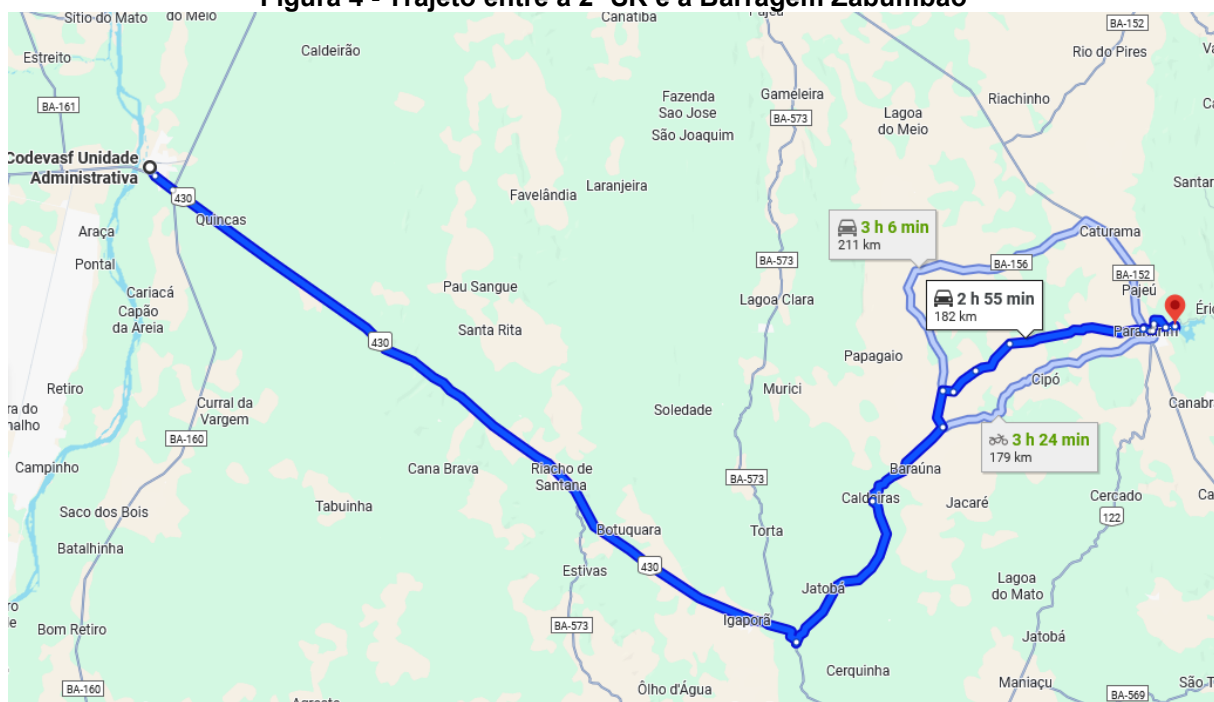 Figura 4 - Trajeto entre a 2ª SR e a Barragem Zabumbão
Sítio do Mato
do Meio
Canatiba
Pajeú
BA-152
Estreito
Caldeirão
Rio do Pires
BA-161
Fazenda
Sao Jose
São Joaquim
Gameleira
BA-573
Lagoa
do Meio
Riachinho
Codevasf Unidade
Administrativa
430
Quincas
Favelândia
Laranjeira
Santar
Araça
Pontal
3 h 6 min
211 km
Caturama
BA-573
BA-156
BA-152
Pajeú
Cariacá
Capão
da Areia
Pau Sangue
Lagoa Clara
2 h 55 min
182 km
Santa Rita
430
Paramirim
Papagaio
Retiro
Murici
Cipó
Curral da
Vargem
Soledade
Canabra
BA-160
3 h 24 min
179 km
Campinho
Cana Brava
Riacho de
Santana
BA-573
Baraúna
Caldeiras
Jacaré
Cercado
Saco dos Bois
Tabuinha
122
Batalhinha
Botuquara
Torta
430
Estivas
Jatobá
Lagoa
do Mato
Bom Retiro
BA-573
Igaporã
Jatobá
Cerquinha
BA-160
Ôlho d'Água
Maniaçu
São T
BA-569